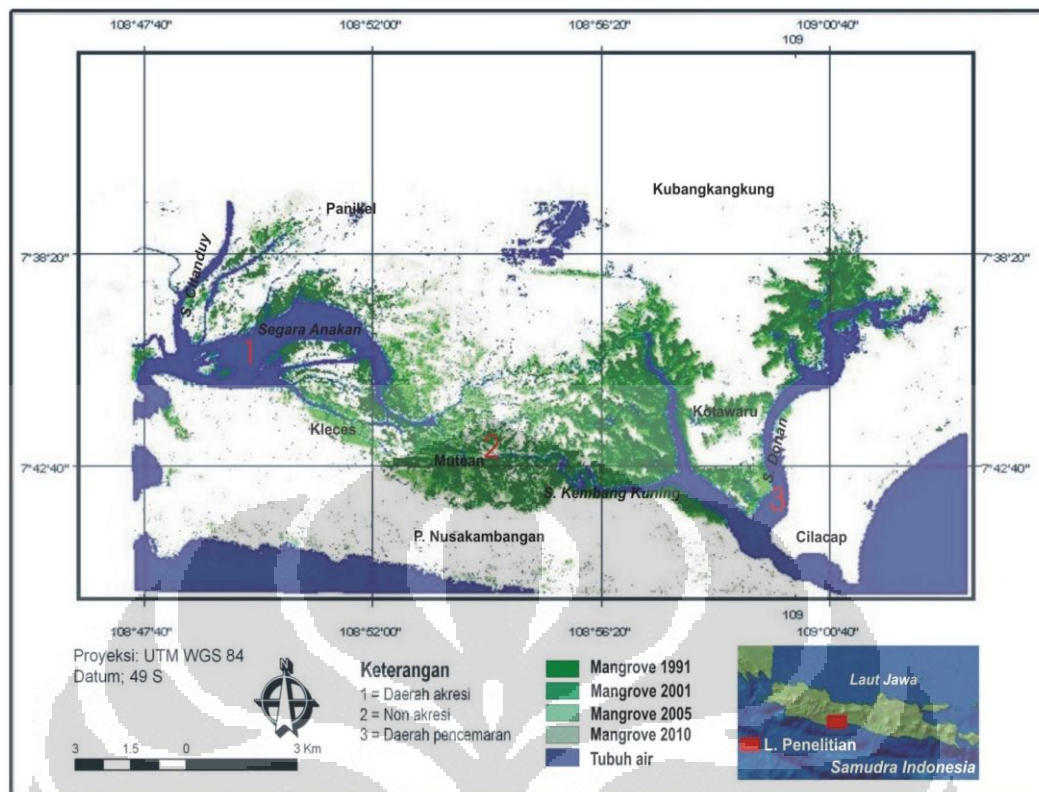 108°47'40" 108°52'00" 108°56'20" 109°00'40"
109
Kubangkangkung
Panikel
7°38'20" 7°38'20"
S. Citanduy
Segara Anakan
1
Kotawaru
Kleces
2
S. Donan
Mutean
7°42'40" 7°42'40"
S. Kembang Kuning
3
P. Nusakambangan
Cilacap
109
108°47'40" 108°52'00" 108°56'20" 109°00'40"
Proyeksi: UTM WGS 84
Datum; 49 S
N
3 1.5 0 3 Km
Keterangan
1 = Daerah akresi
2 = Non akresi
3 = Daerah pencemaran
Mangrove 1991
Mangrove 2001
Mangrove 2005
Mangrove 2010
Tubuh air
Laut Jawa
L. Penelitian
Samudra Indonesia